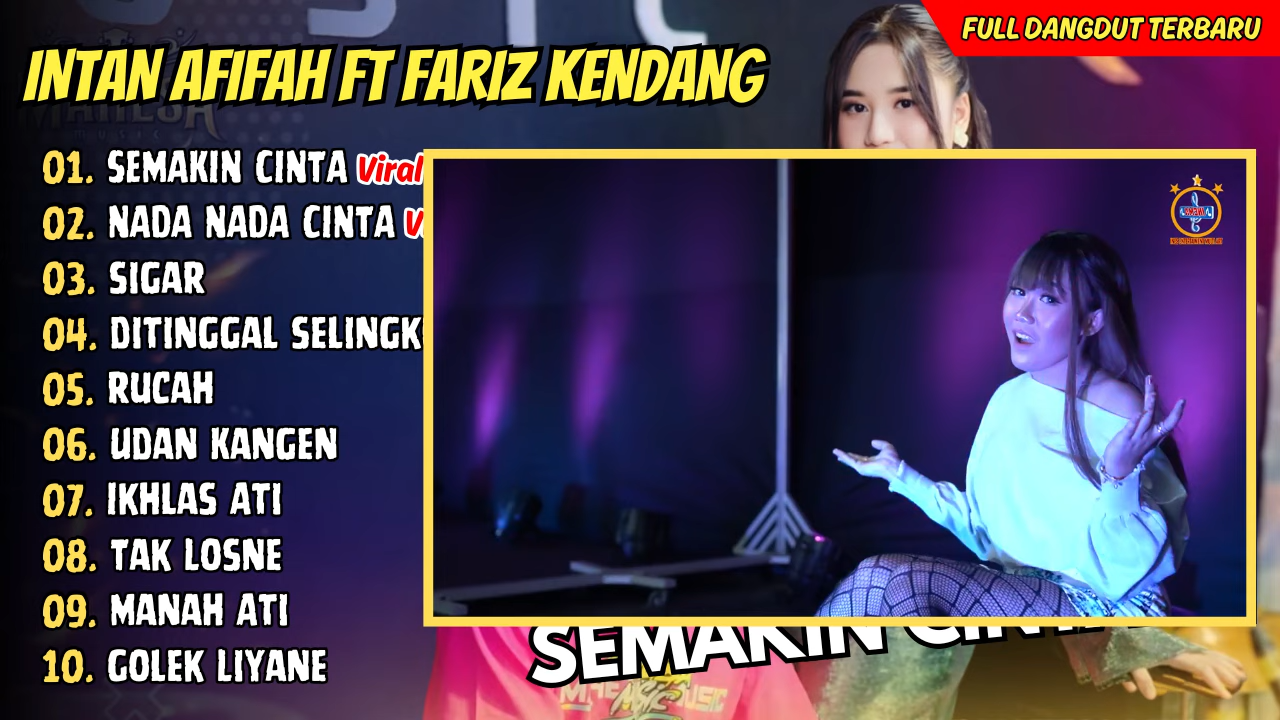 FULL DANGDUT TERBARU
INTAN AFIFAH FT FARIZ KENDANG
MUSIC
01. SEMAKIN CINTA Viral
02. NADA NADA CINTA
03. SIGAR
04. DITINGGAL SELINGK
05. RUCAH
06. UDAN KANGEN
07. IKHLAS ATI
08. TAK LOSNE
09. MANAH ATI
10. GOLEK LIYANE
SEMAKIN CINTA